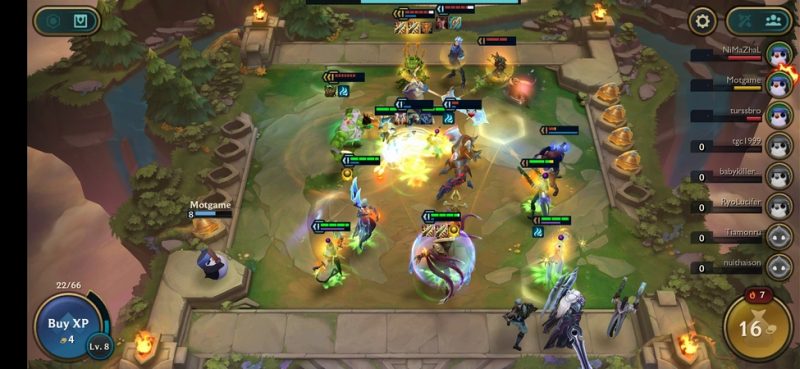 NiMaZhaL
Motgame
turssbro
tgc1999
0
babykiller_
0
RyoLucifer
0
Tiamonru
0
nuithaison
0
Motgame
8
22/66
Buy XP
4
Lv. 8
7
16